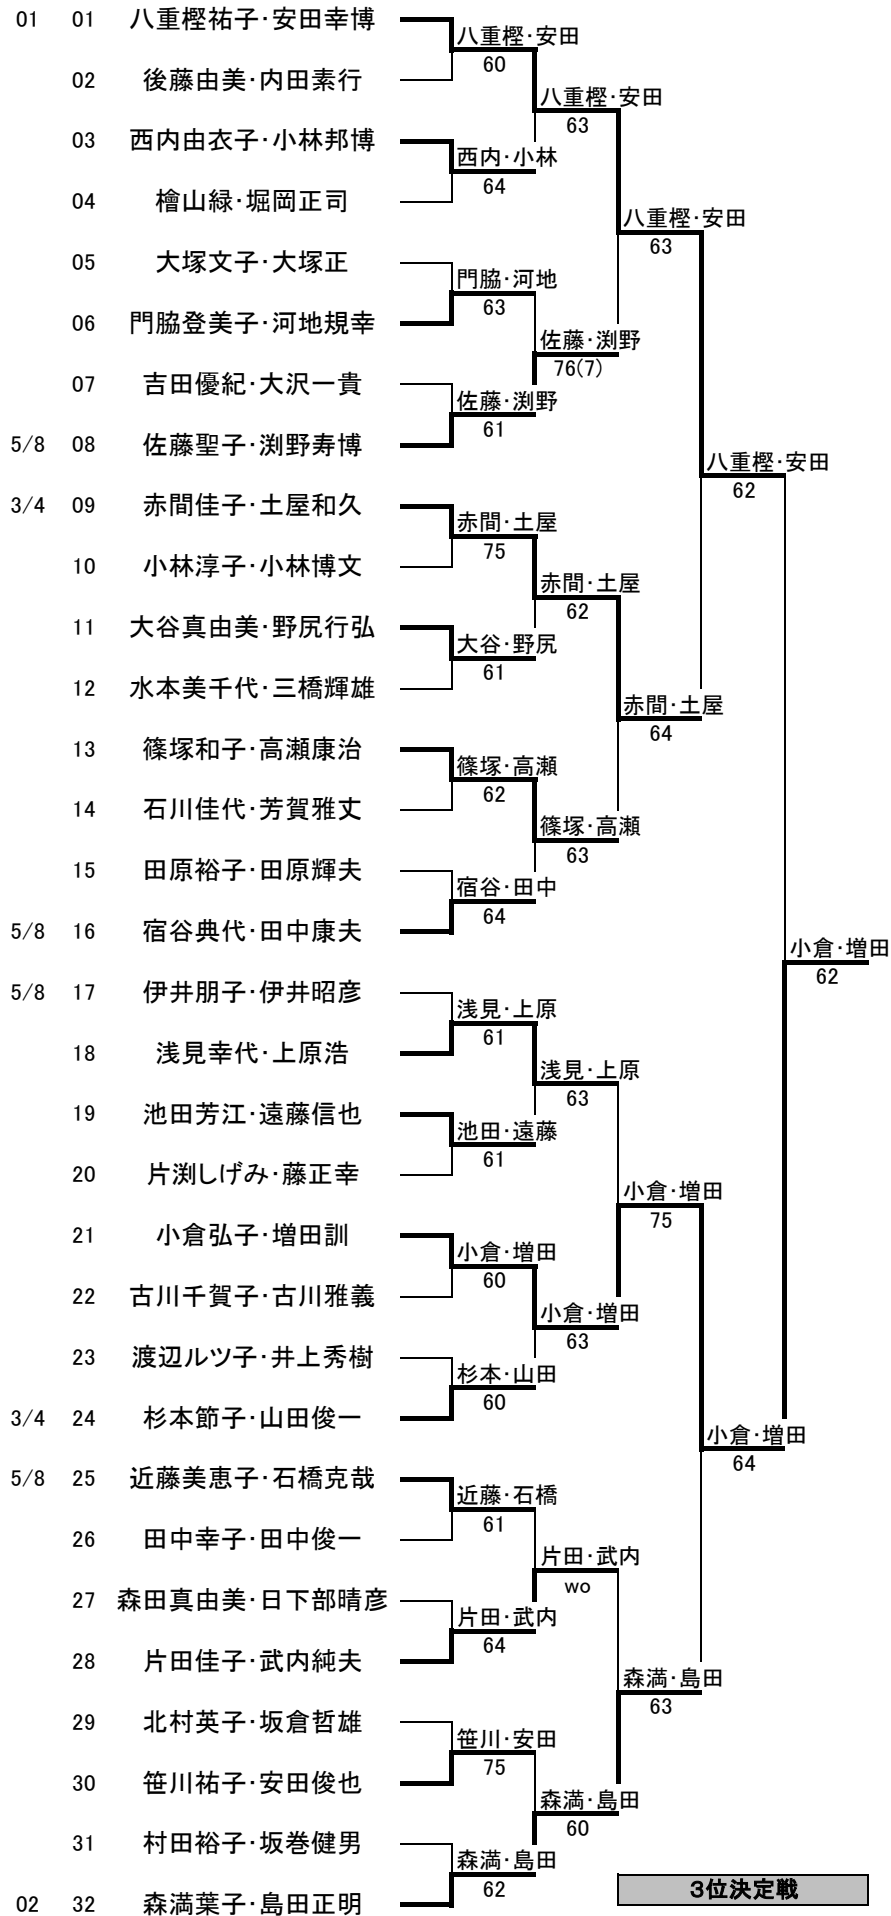 01 01 八重樫祐子・安田幸博
八重樫・安田
60
02 後藤由美・内田素行
八重樫・安田
63
03 西内由衣子・小林邦博
西内・小林
64
04 檜山緑・堀岡正司
八重樫・安田
63
05 大塚文子・大塚正
門脇・河地
63
06 門脇登美子・河地規幸
佐藤・渕野
76(7)
07 吉田優紀・大沢一貴
佐藤・渕野
61
5/8 08 佐藤聖子・渕野寿博
八重樫・安田
62
3/4 09 赤間佳子・土屋和久
赤間・土屋
75
10 小林淳子・小林博文
赤間・土屋
62
11 大谷真由美・野尻行弘
大谷・野尻
61
12 水本美千代・三橋輝雄
赤間・土屋
64
13 篠塚和子・高瀬康治
篠塚・高瀬
62
14 石川佳代・芳賀雅丈
篠塚・高瀬
63
15 田原裕子・田原輝夫
宿谷・田中
64
5/8 16 宿谷典代・田中康夫
小倉・増田
62
5/8 17 伊井朋子・伊井昭彦
浅見・上原
61
18 浅見幸代・上原浩
浅見・上原
63
19 池田芳江・遠藤信也
池田・遠藤
61
20 片渕しげみ・藤正幸
小倉・増田
75
21 小倉弘子・増田訓
小倉・増田
60
22 古川千賀子・古川雅義
小倉・増田
63
23 渡辺ルツ子・井上秀樹
杉本・山田
60
3/4 24 杉本節子・山田俊一
小倉・増田
64
5/8 25 近藤美恵子・石橋克哉
近藤・石橋
61
26 田中幸子・田中俊一
片田・武内
wo
27 森田真由美・日下部晴彦
片田・武内
64
28 片田佳子・武内純夫
森満・島田
63
29 北村英子・坂倉哲雄
笹川・安田
75
30 笹川祐子・安田俊也
森満・島田
60
31 村田裕子・坂巻健男
森満・島田
62
02 32 森満葉子・島田正明
3位決定戦